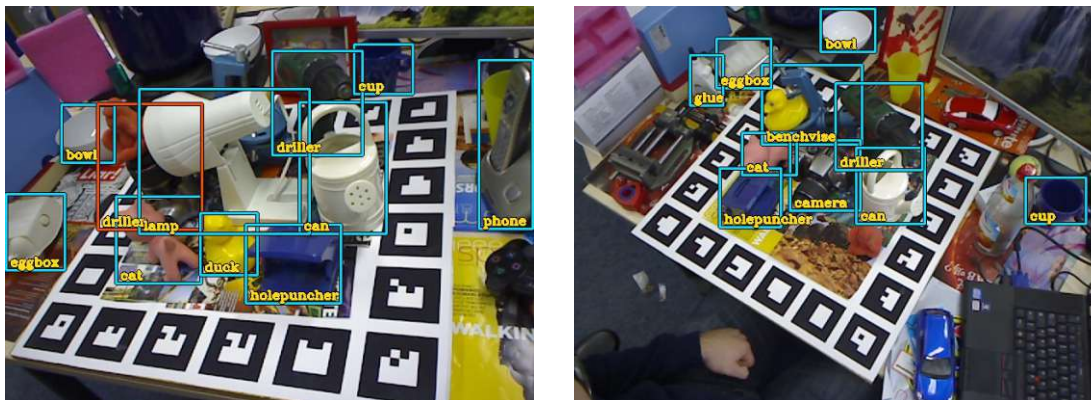 driller
cup
bowl
driller
lamp
can
phone
eggbox
cat
duck
holepuncher
WALKIN
bowl
eggbox
glue
benchvise
driller
cat
camera
holepuncher
can
cup
WALK